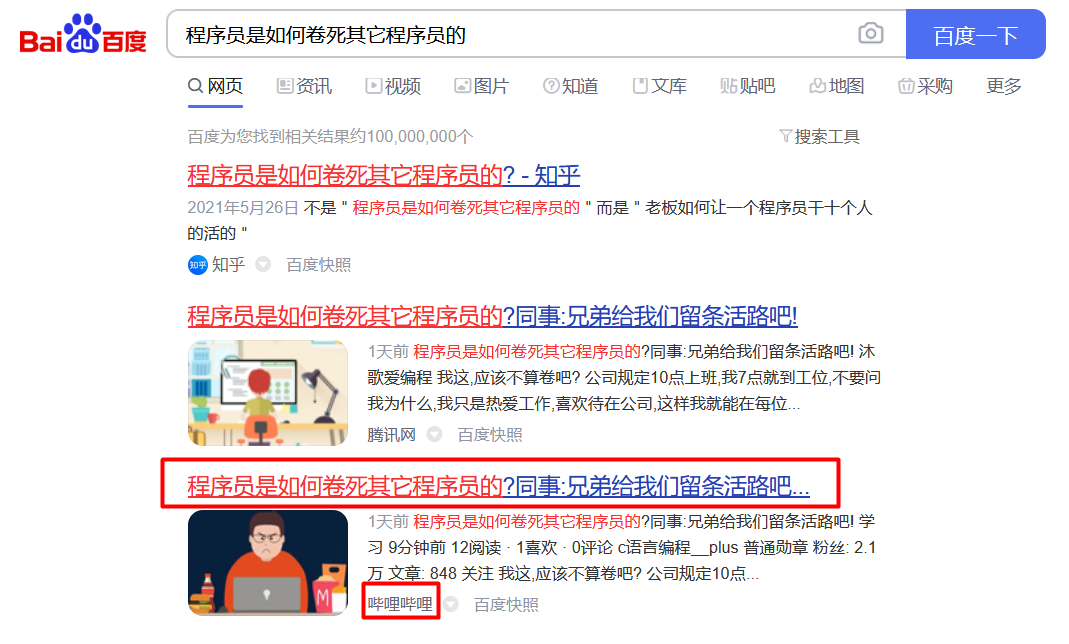 Bai du 百度
程序员是如何卷死其它程序员的
百度一下
网页 资讯 视频 图片 知道 文库 贴吧 地图 采购 更多
百度为您找到相关结果约100,000,000个
搜索工具
程序员是如何卷死其它程序员的? - 知乎
2021年5月26日 不是 " 程序员是如何卷死其它程序员的 " 而是 " 老板如何让一个程序员干十个人
的活的 "
知乎 知乎 百度快照
程序员是如何卷死其它程序员的?同事:兄弟给我们留条活路吧!
1天前 程序员是如何卷死其它程序员的?同事:兄弟给我们留条活路吧! 沐
歌爱编程 我这,应该不算卷吧? 公司规定10点上班,我7点就到工位,不要问
我为什么,我只是热爱工作,喜欢待在公司,这样我就能在每位...
腾讯网 百度快照
程序员是如何卷死其它程序员的?同事:兄弟给我们留条活路吧...
1天前 程序员是如何卷死其它程序员的?同事:兄弟给我们留条活路吧! 学
习 9分钟前 12阅读 · 1喜欢 · 0评论 c语言编程__plus 普通勋章 粉丝: 2.1
万 文章: 848 关注 我这,应该不算卷吧? 公司规定10点...
哔哩哔哩 百度快照